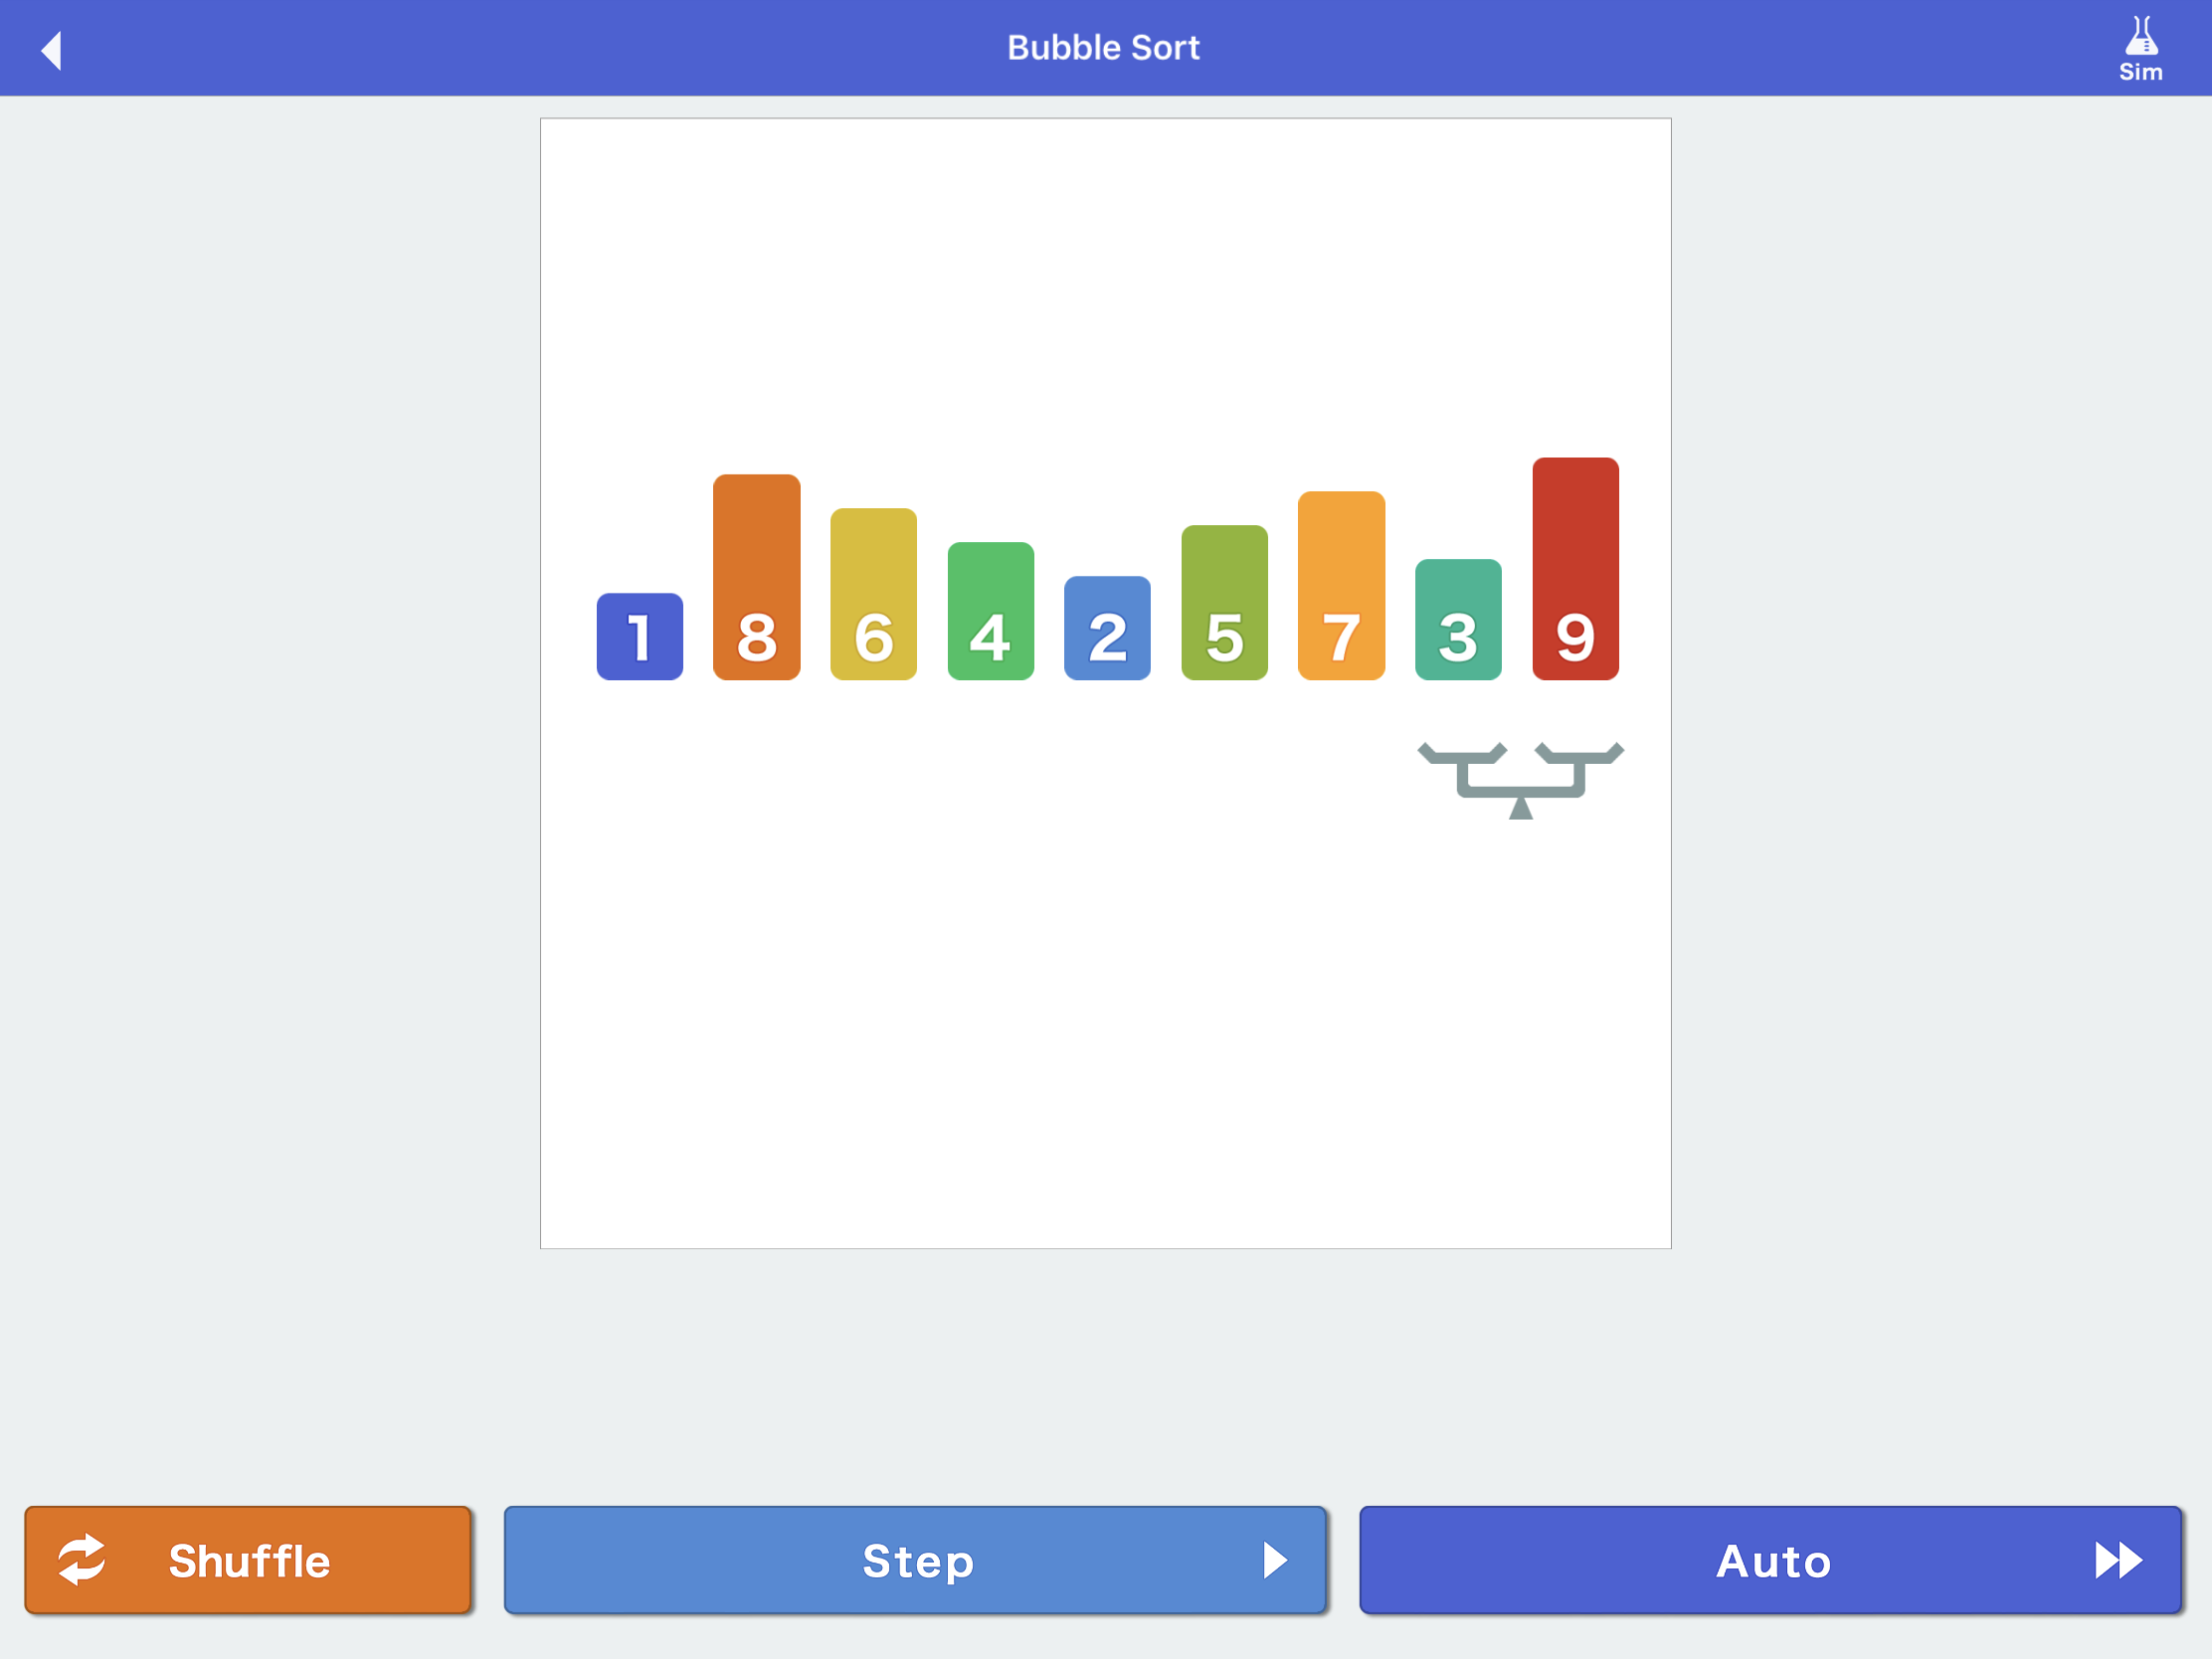 Bubble Sort
Sim
1 8 6 4 2 5 7 3 9
Shuffle
Step
Auto